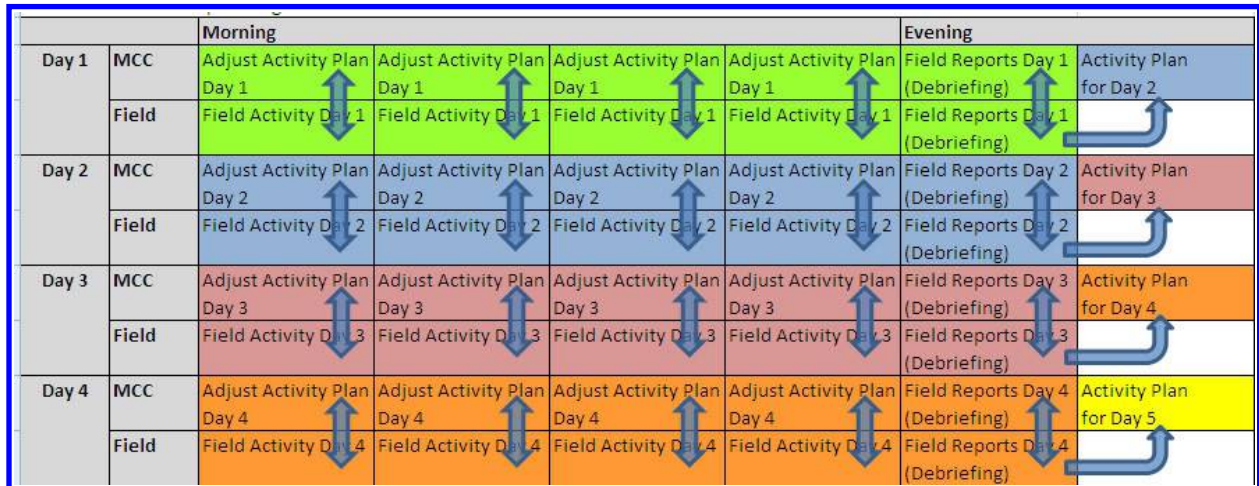 Morning Evening
Day 1 MCC Adjust Activity Plan Adjust Activity Plan Adjust Activity Plan Adjust Activity Plan Field Reports Day 1 Activity Plan
Day 1 Day 1 Day 1 Day 1 (Debriefing) for Day 2
Field Field Activity Day 1 Field Activity Day 1 Field Activity Day 1 Field Activity Day 1 Field Reports Day 1
(Debriefing)
Day 2 MCC Adjust Activity Plan Adjust Activity Plan Adjust Activity Plan Adjust Activity Plan Field Reports Day 2 Activity Plan
Day 2 Day 2 Day 2 Day 2 (Debriefing) for Day 3
Field Field Activity Day 2 Field Activity Day 2 Field Activity Day 2 Field Activity Day 2 Field Reports Day 2
(Debriefing)
Day 3 MCC Adjust Activity Plan Adjust Activity Plan Adjust Activity Plan Adjust Activity Plan Field Reports Day 3 Activity Plan
Day 3 Day 3 Day 3 Day 3 (Debriefing) for Day 4
Field Field Activity Day 3 Field Activity Day 3 Field Activity Day 3 Field Activity Day 3 Field Reports Day 3
(Debriefing)
Day 4 MCC Adjust Activity Plan Adjust Activity Plan Adjust Activity Plan Adjust Activity Plan Field Reports Day 4 Activity Plan
Day 4 Day 4 Day 4 Day 4 (Debriefing) for Day 5
Field Field Activity Day 4 Field Activity Day 4 Field Activity Day 4 Field Activity Day 4 Field Reports Day 4
(Debriefing)